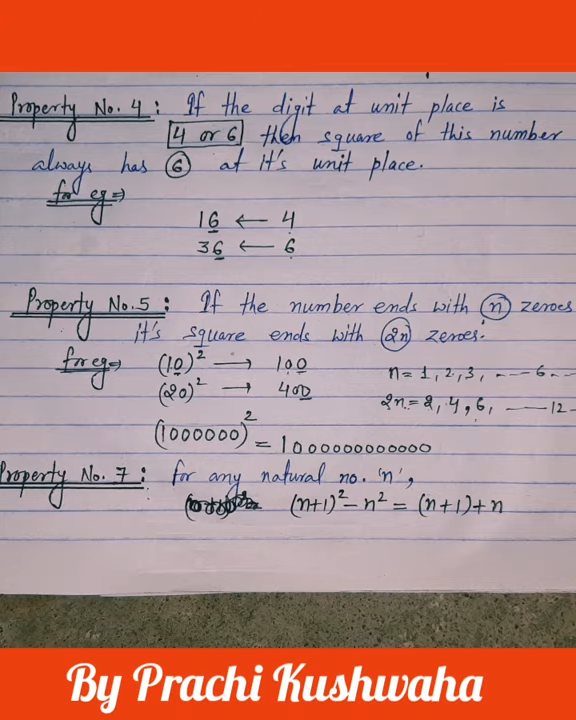 Property No. 4 : If the digit at unit place is
4 or 6 then square of this number
always has 6 at it's unit place.
for eg ⇒
16 ← 4
36 ← 6
Property No.5 : If the number ends with n zeroes
it's square ends with 2n zeroes.
for eg ⇒ (10)² → 100
n = 1, 2, 3, ---- 6 - --
(20)² → 400
2n = 2, 4, 6, ---- 12 --
(1000000)² = 1000000000000
Property No. 7 : for any natural no. 'n',
(n+1)² - n² = (n+1) + n
By Prachi Kushwaha